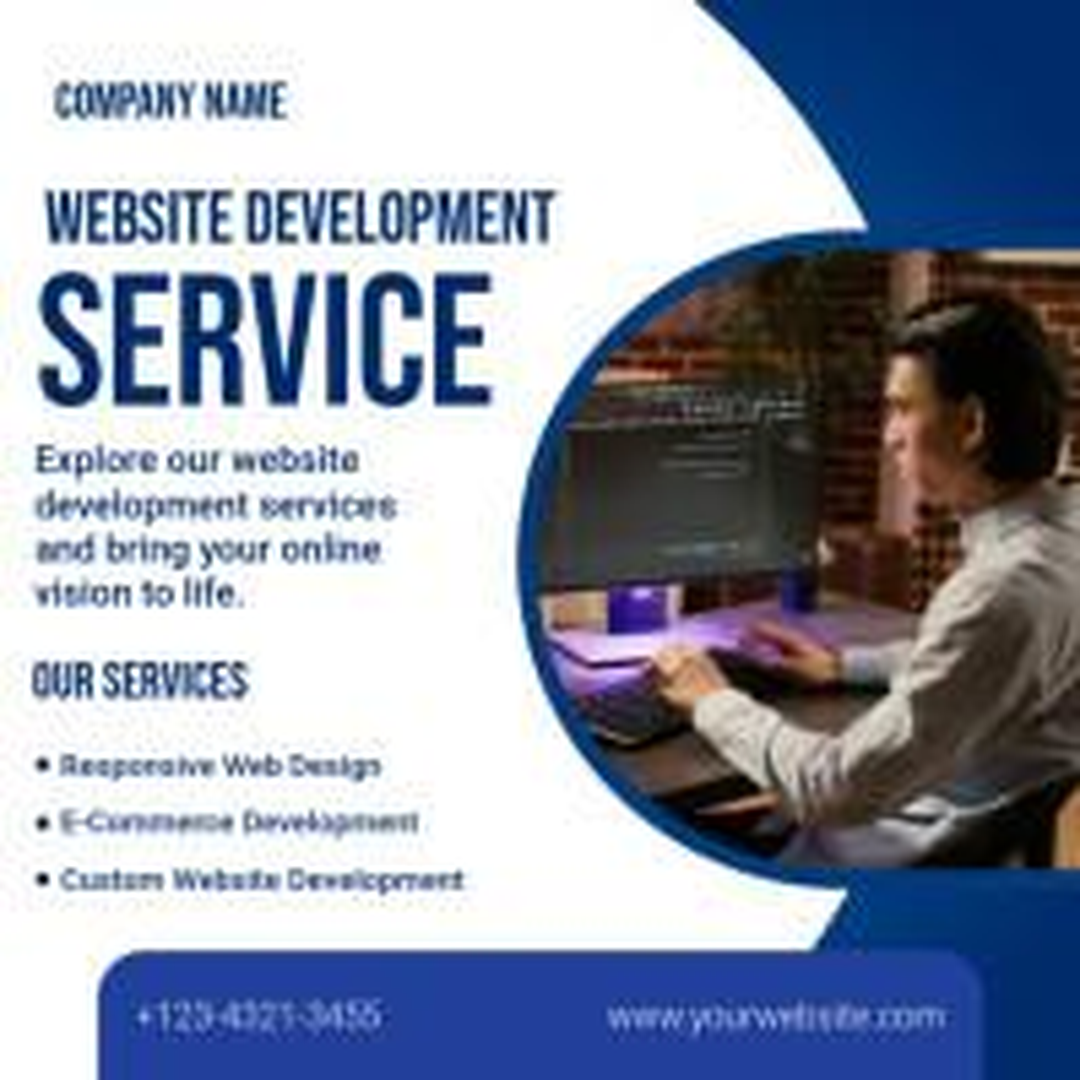 COMPANY NAME
WEBSITE DEVELOPMENT
SERVICE
Explore our website
development services
and bring your online
vision to life.
OUR SERVICES
• Responsive Web Design
• E-Commerce Development
• Custom Website Development
+123-4321-3455
www.yourwebsite.com